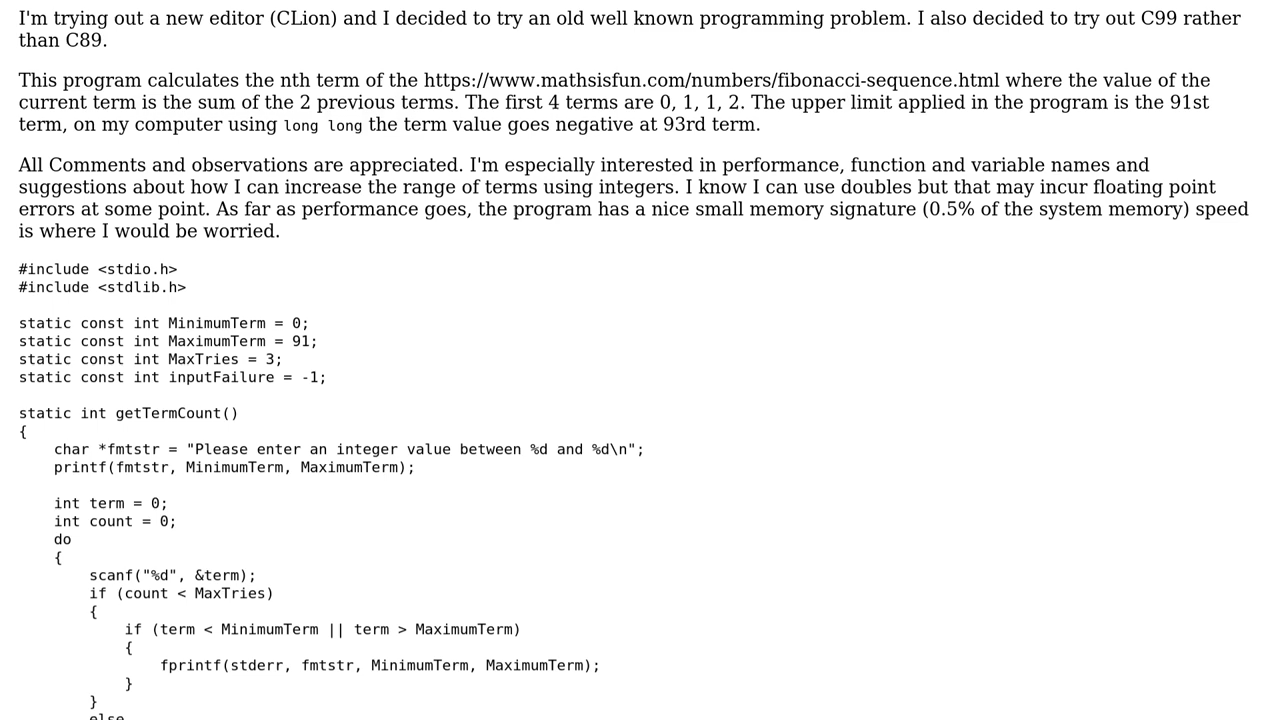 I'm trying out a new editor (CLion) and I decided to try an old well known programming problem. I also decided to try out C99 rather
than C89.
This program calculates the nth term of the https://www.mathsisfun.com/numbers/fibonacci-sequence.html where the value of the
current term is the sum of the 2 previous terms. The first 4 terms are 0, 1, 1, 2. The upper limit applied in the program is the 91st
term, on my computer using long long the term value goes negative at 93rd term.
All Comments and observations are appreciated. I'm especially interested in performance, function and variable names and
suggestions about how I can increase the range of terms using integers. I know I can use doubles but that may incur floating point
errors at some point. As far as performance goes, the program has a nice small memory signature (0.5% of the system memory) speed
is where I would be worried.
#include <stdio.h>
#include <stdlib.h>
static const int MinimumTerm = 0;
static const int MaximumTerm = 91;
static const int MaxTries = 3;
static const int inputFailure = -1;
static int getTermCount()
{
    char *fmtstr = "Please enter an integer value between %d and %d\n";
    printf(fmtstr, MinimumTerm, MaximumTerm);
    int term = 0;
    int count = 0;
    do
    {
        scanf("%d", &term);
        if (count < MaxTries)
        {
            if (term < MinimumTerm || term > MaximumTerm)
            {
                fprintf(stderr, fmtstr, MinimumTerm, MaximumTerm);
            }
        }
        else